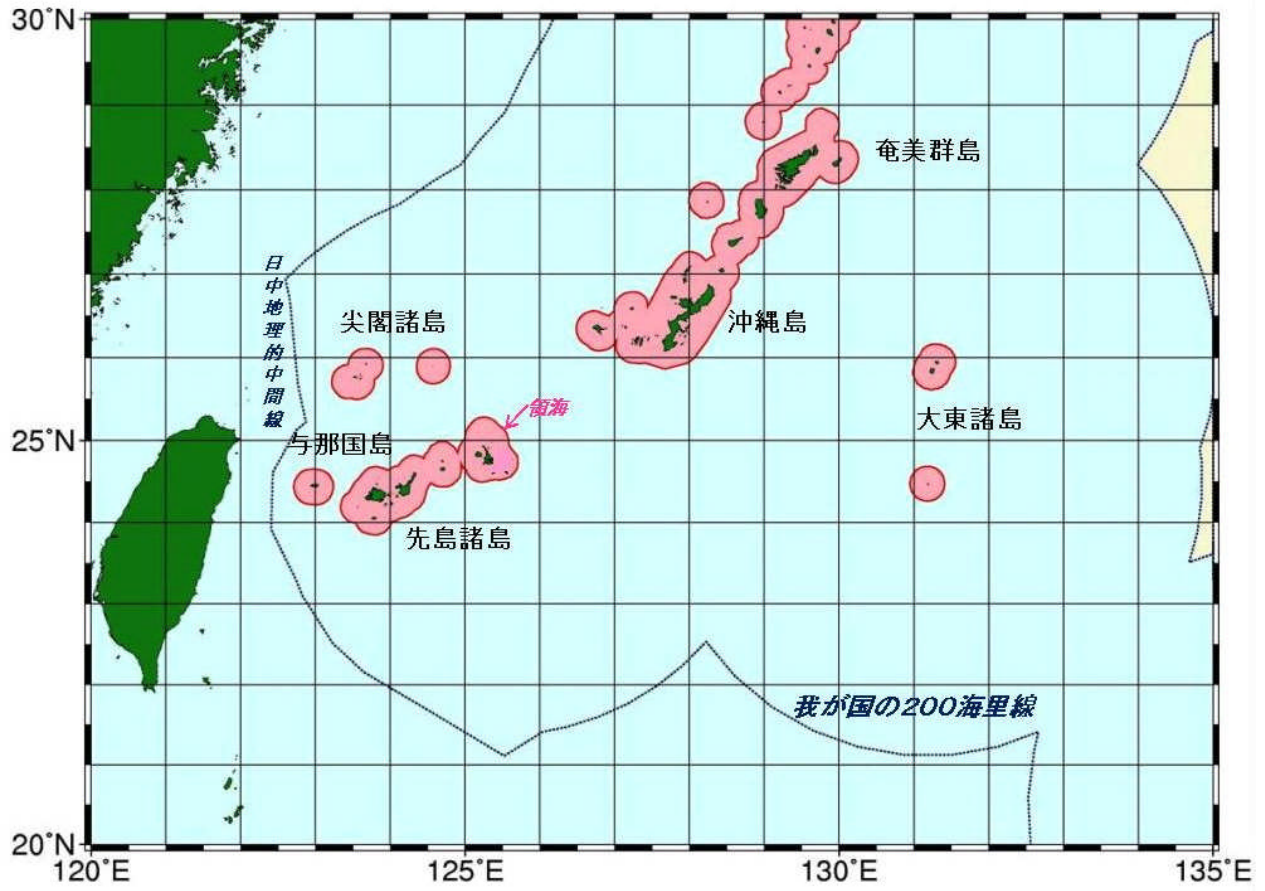 30°N
奄美群島
日中地理的中間線
尖閣諸島
沖縄島
領海
大東諸島
25°N
与那国島
先島諸島
我が国の200海里線
20°N
120°E
125°E
130°E
135°E